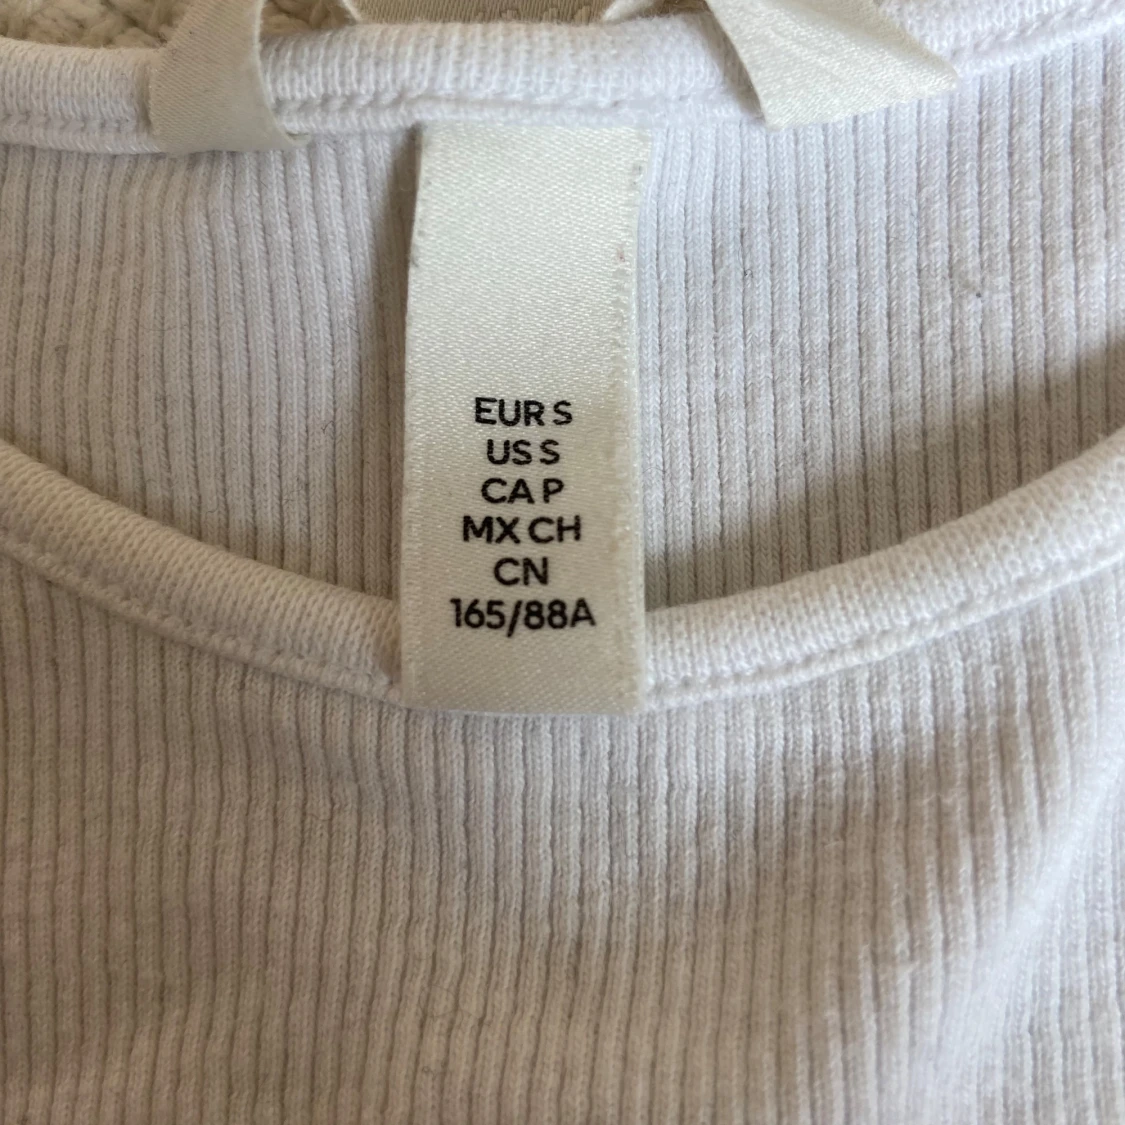 EUR S
US S
CA P
MX CH
CN
165/88A